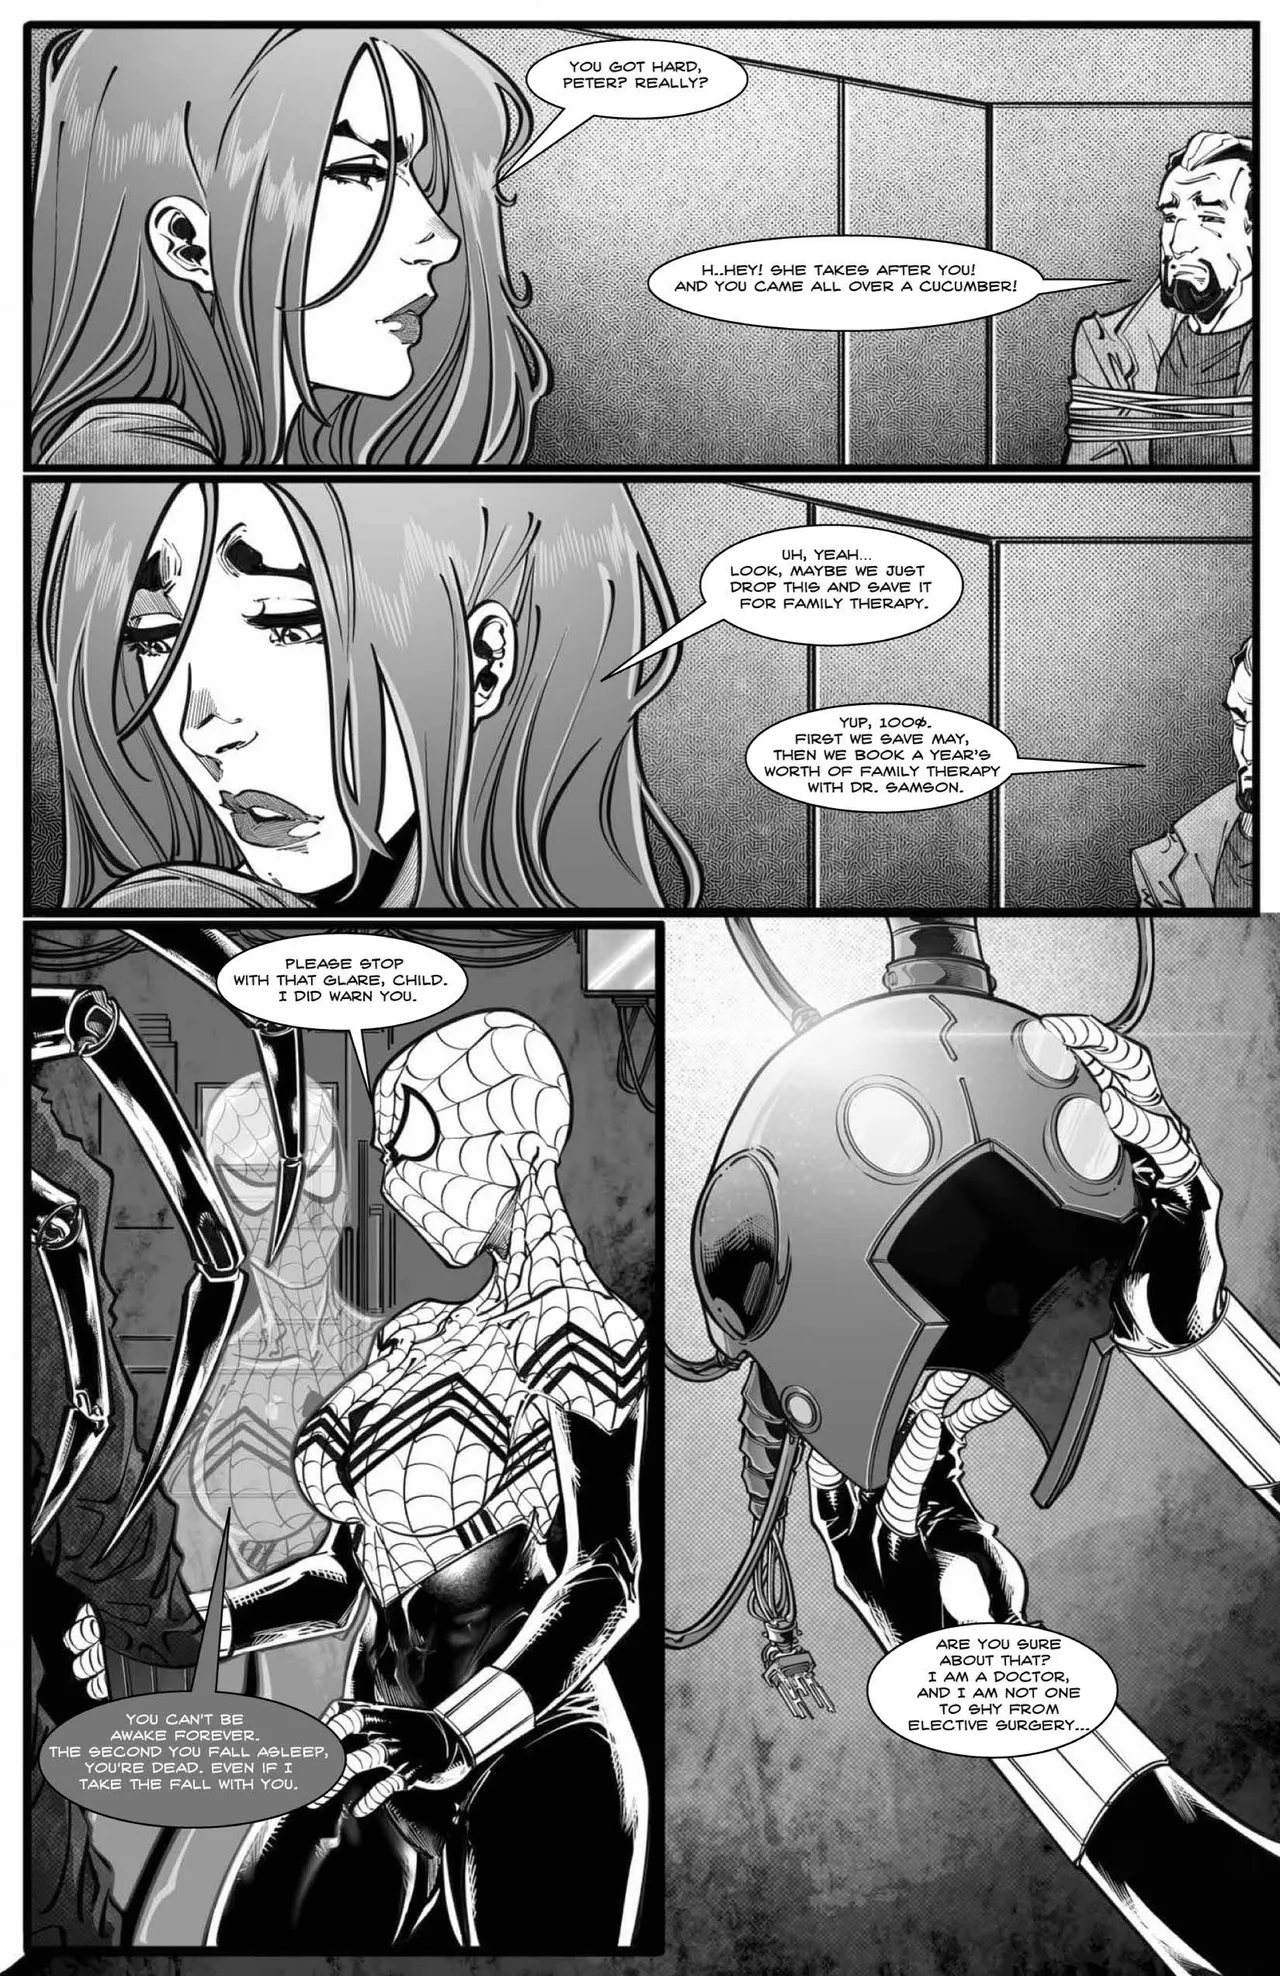 YOU GOT HARD,
PETER? REALLY?
H..HEY! SHE TAKES AFTER YOU!
AND YOU CAME ALL OVER A CUCUMBER!
UH, YEAH...
LOOK, MAYBE WE JUST
DROP THIS AND SAVE IT
FOR FAMILY THERAPY.
YUP, 100%.
FIRST WE SAVE MAY,
THEN WE BOOK A YEAR'S
WORTH OF FAMILY THERAPY
WITH DR. SAMSON.
PLEASE STOP
WITH THAT GLARE, CHILD.
I DID WARN YOU.
YOU CAN'T BE
AWAKE FOREVER.
THE SECOND YOU FALL ASLEEP,
YOU'RE DEAD. EVEN IF I
TAKE THE FALL WITH YOU.
ARE YOU SURE
ABOUT THAT?
I AM A DOCTOR,
AND I AM NOT ONE
TO SHY FROM
ELECTIVE SURGERY...